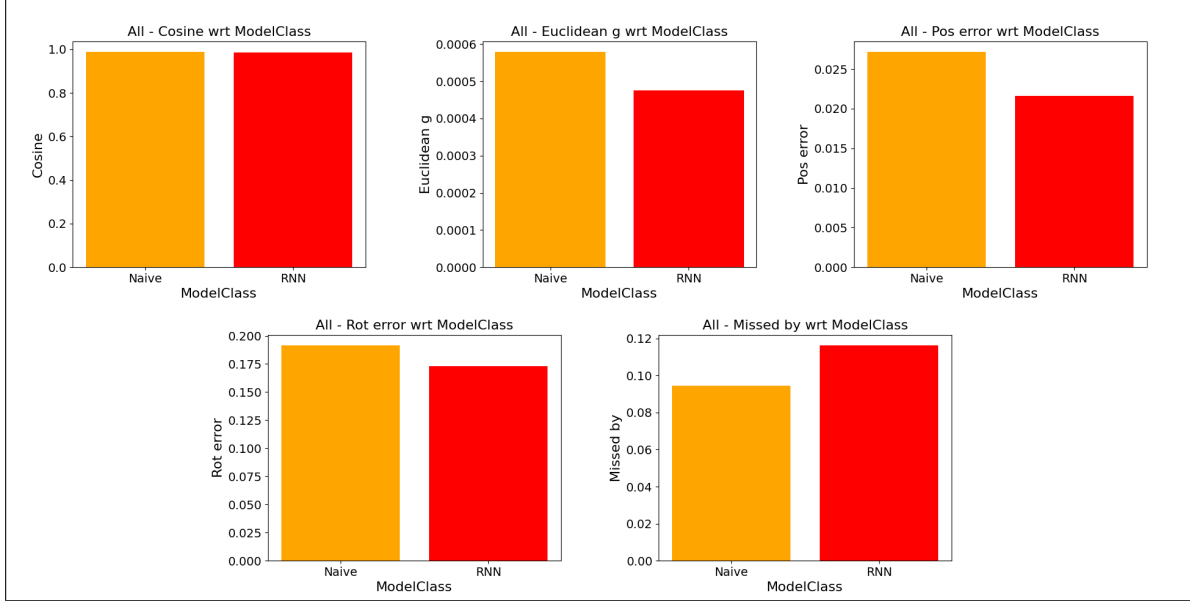 All - Cosine wrt ModelClass
1.0
0.8
0.6
0.4
0.2
0.0
Cosine
Naive RNN
ModelClass
All - Euclidean g wrt ModelClass
0.0006
0.0005
0.0004
0.0003
0.0002
0.0001
0.0000
Euclidean g
Naive RNN
ModelClass
All - Pos error wrt ModelClass
0.025
0.020
0.015
0.010
0.005
0.000
Pos error
Naive RNN
ModelClass
All - Rot error wrt ModelClass
0.200
0.175
0.150
0.125
0.100
0.075
0.050
0.025
0.000
Rot error
Naive RNN
ModelClass
All - Missed by wrt ModelClass
0.12
0.10
0.08
0.06
0.04
0.02
0.00
Missed by
Naive RNN
ModelClass